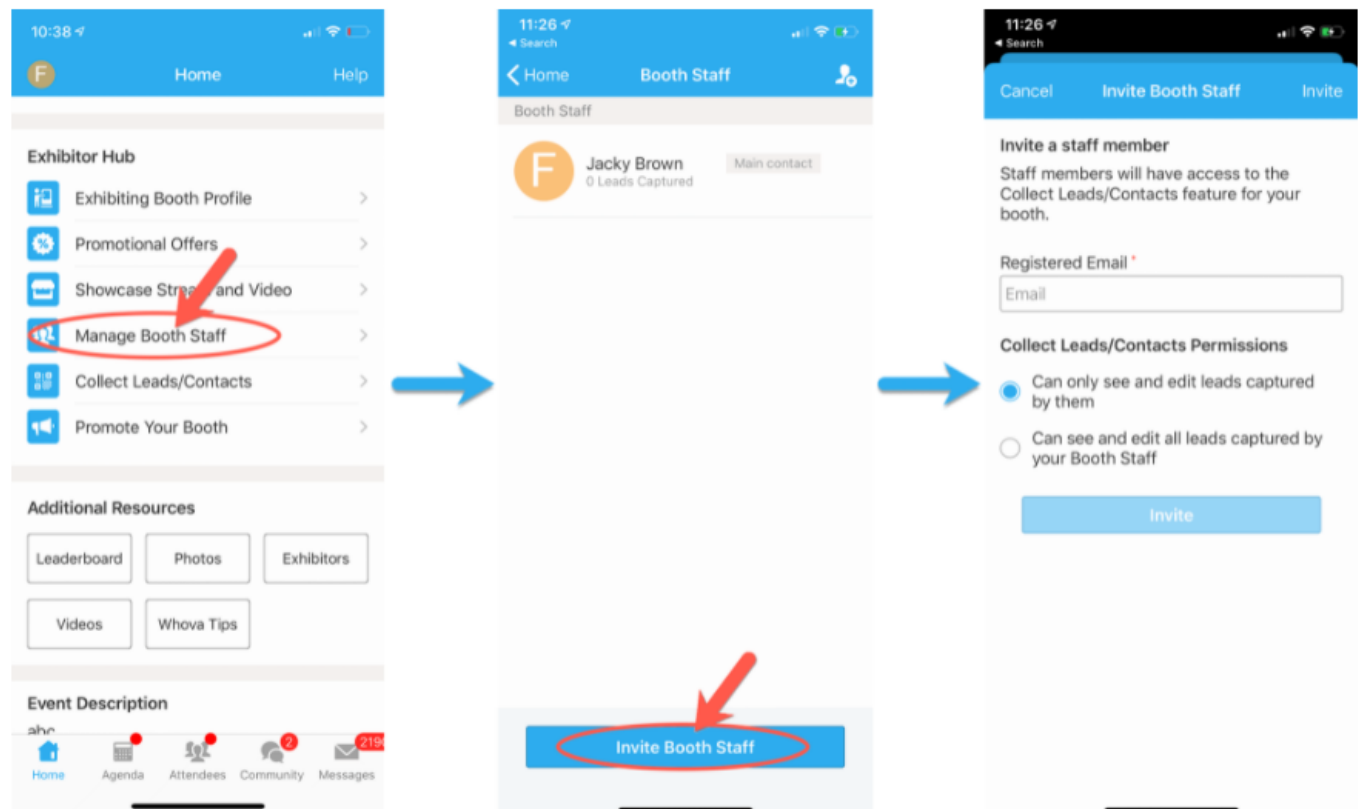 10:38
F
Home
Help
Exhibitor Hub
Exhibiting Booth Profile
Promotional Offers
Showcase Stream and Video
Manage Booth Staff
Collect Leads/Contacts
Promote Your Booth
Additional Resources
Leaderboard
Photos
Exhibitors
Videos
Whova Tips
Event Description
abc
2
2190
Home
Agenda
Attendees
Community
Messages
11:26
Search
Home
Booth Staff
Booth Staff
F
Jacky Brown
Main contact
0 Leads Captured
Invite Booth Staff
11:26
Search
Cancel
Invite Booth Staff
Invite
Invite a staff member
Staff members will have access to the
Collect Leads/Contacts feature for your
booth.
Registered Email *
Email
Collect Leads/Contacts Permissions
Can only see and edit leads captured
by them
Can see and edit all leads captured by
your Booth Staff
Invite